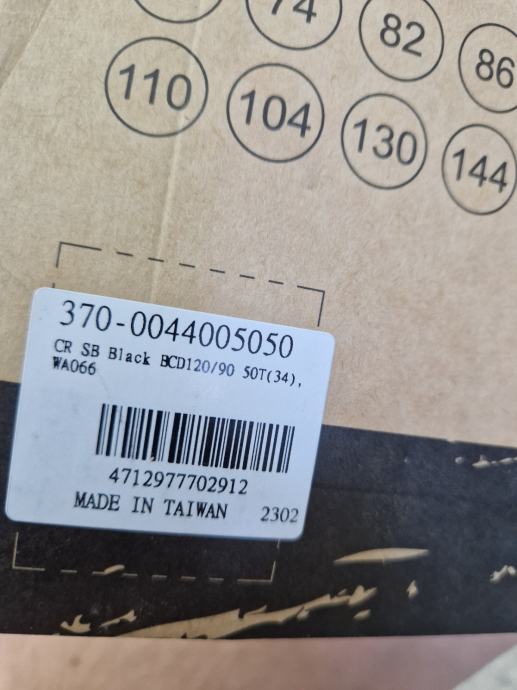 74 82 86
110 104 130 144
370-0044005050
CR SB Black BCD120/90 50T(34),
WA066
4712977702912
MADE IN TAIWAN 2302